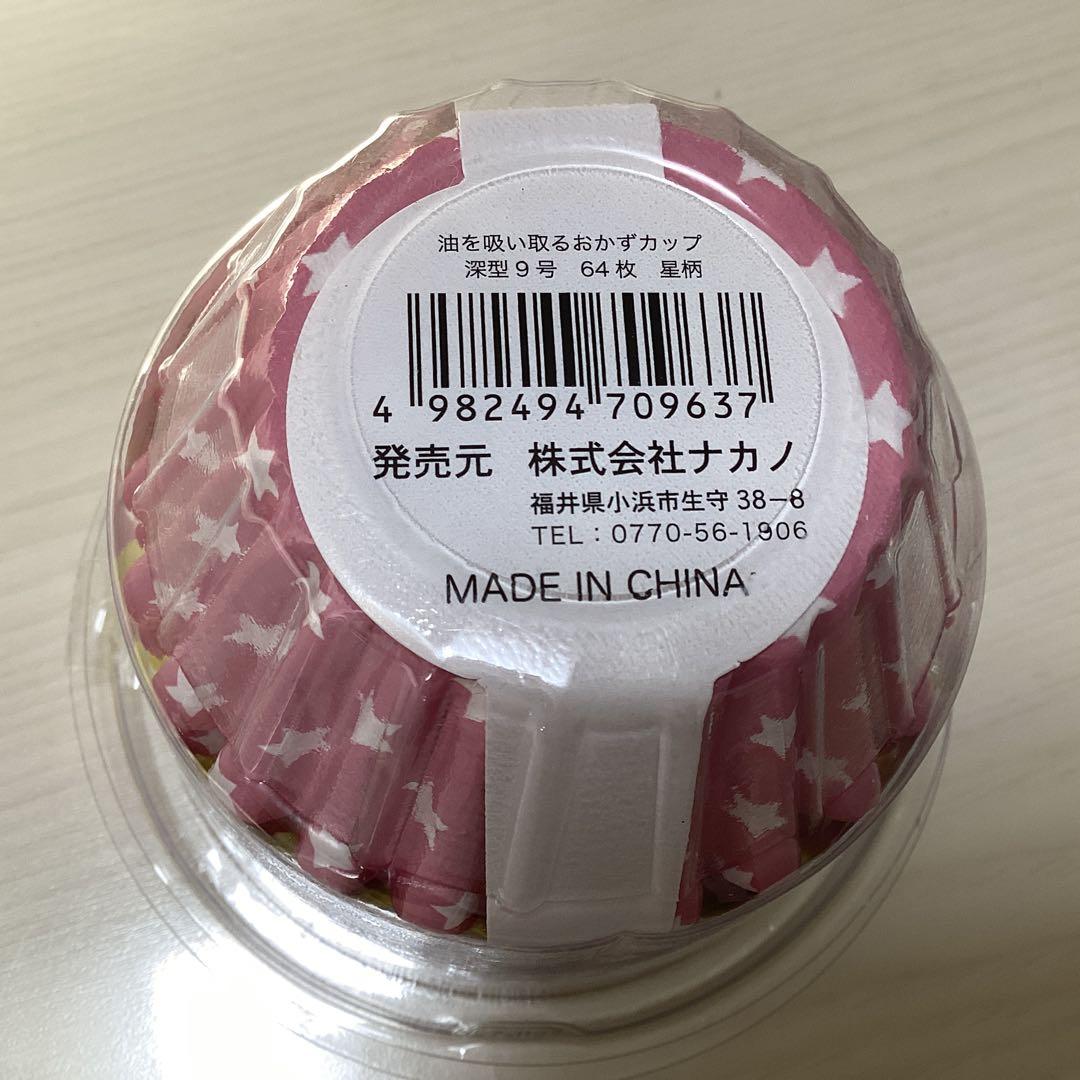 油を吸い取るおかずカップ
深型9号　64枚　星柄
4 982494 709637
発売元　株式会社ナカノ
福井県小浜市生守38-8
TEL：0770-56-1906
MADE IN CHINA